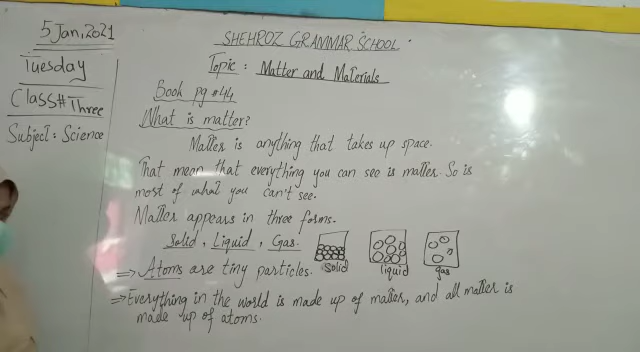 5 Jan, 2021
SHEHROZ GRAMMAR SCHOOL.
Tuesday
Topic: Matter and Materials
Class# Three
Book pg #44
Subject: Science
What is matter?
Matter is anything that takes up space.
That mean that everything you can see is matter. So is
most of what you can't see.
Matter appears in three forms.
Solid, Liquid, Gas.
solid
liquid
gas
⇒ Atoms are tiny particles.
⇒ Everything in the world is made up of matter, and all matter is
made up of atoms.